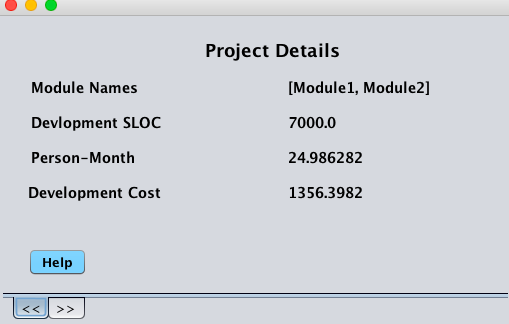 Project Details
Module Names [Module1, Module2]
Devlopment SLOC 7000.0
Person-Month 24.986282
Development Cost 1356.3982
Help
<< >>